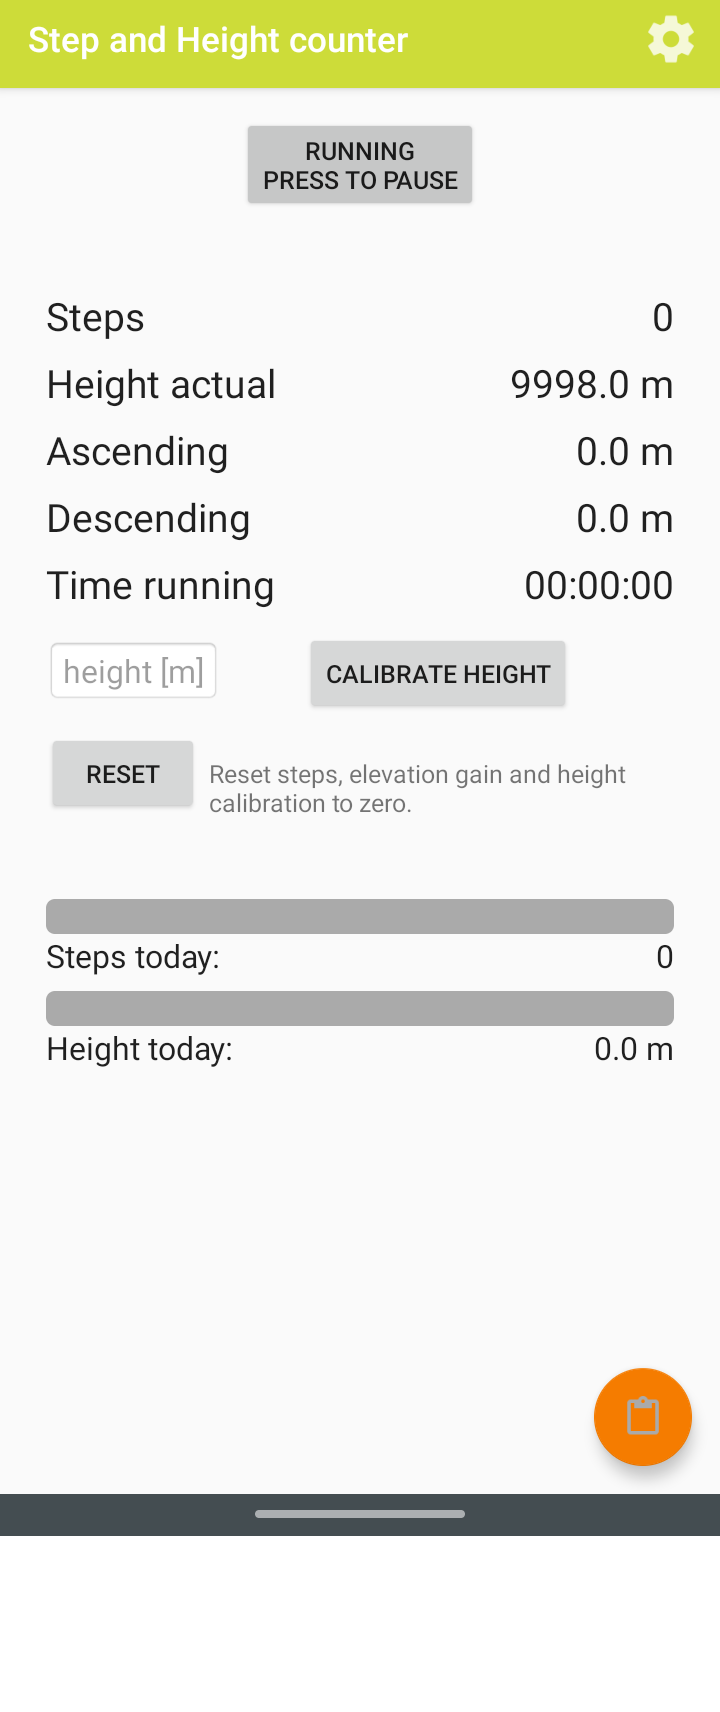 Step and Height counter
RUNNING
PRESS TO PAUSE
Steps 0
Height actual 9998.0 m
Ascending 0.0 m
Descending 0.0 m
Time running 00:00:00
height [m] CALIBRATE HEIGHT
RESET Reset steps, elevation gain and height
calibration to zero.
Steps today: 0
Height today: 0.0 m